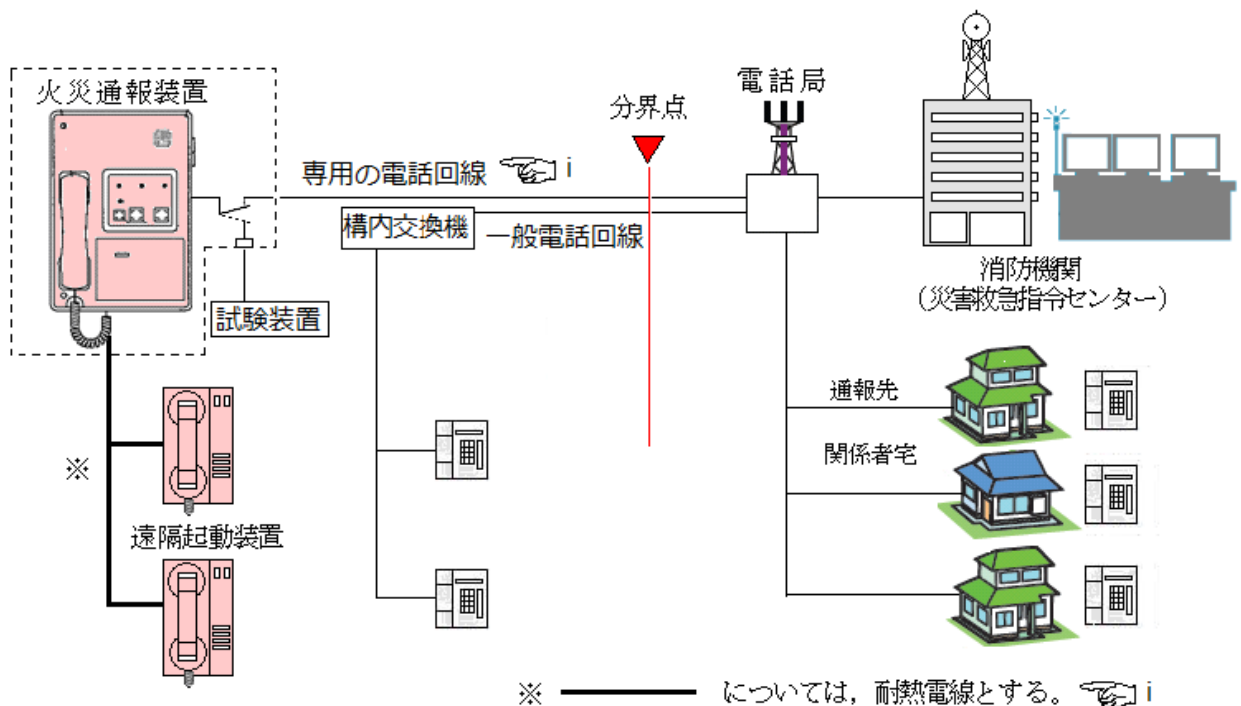 火災通報装置
電話局
分界点
専用の電話回線 ☜ i
構内交換機
一般電話回線
試験装置
消防機関
（災害救急指令センター）
通報先
関係者宅
※
遠隔起動装置
※ ━━━ については，耐熱電線とする。☜ i